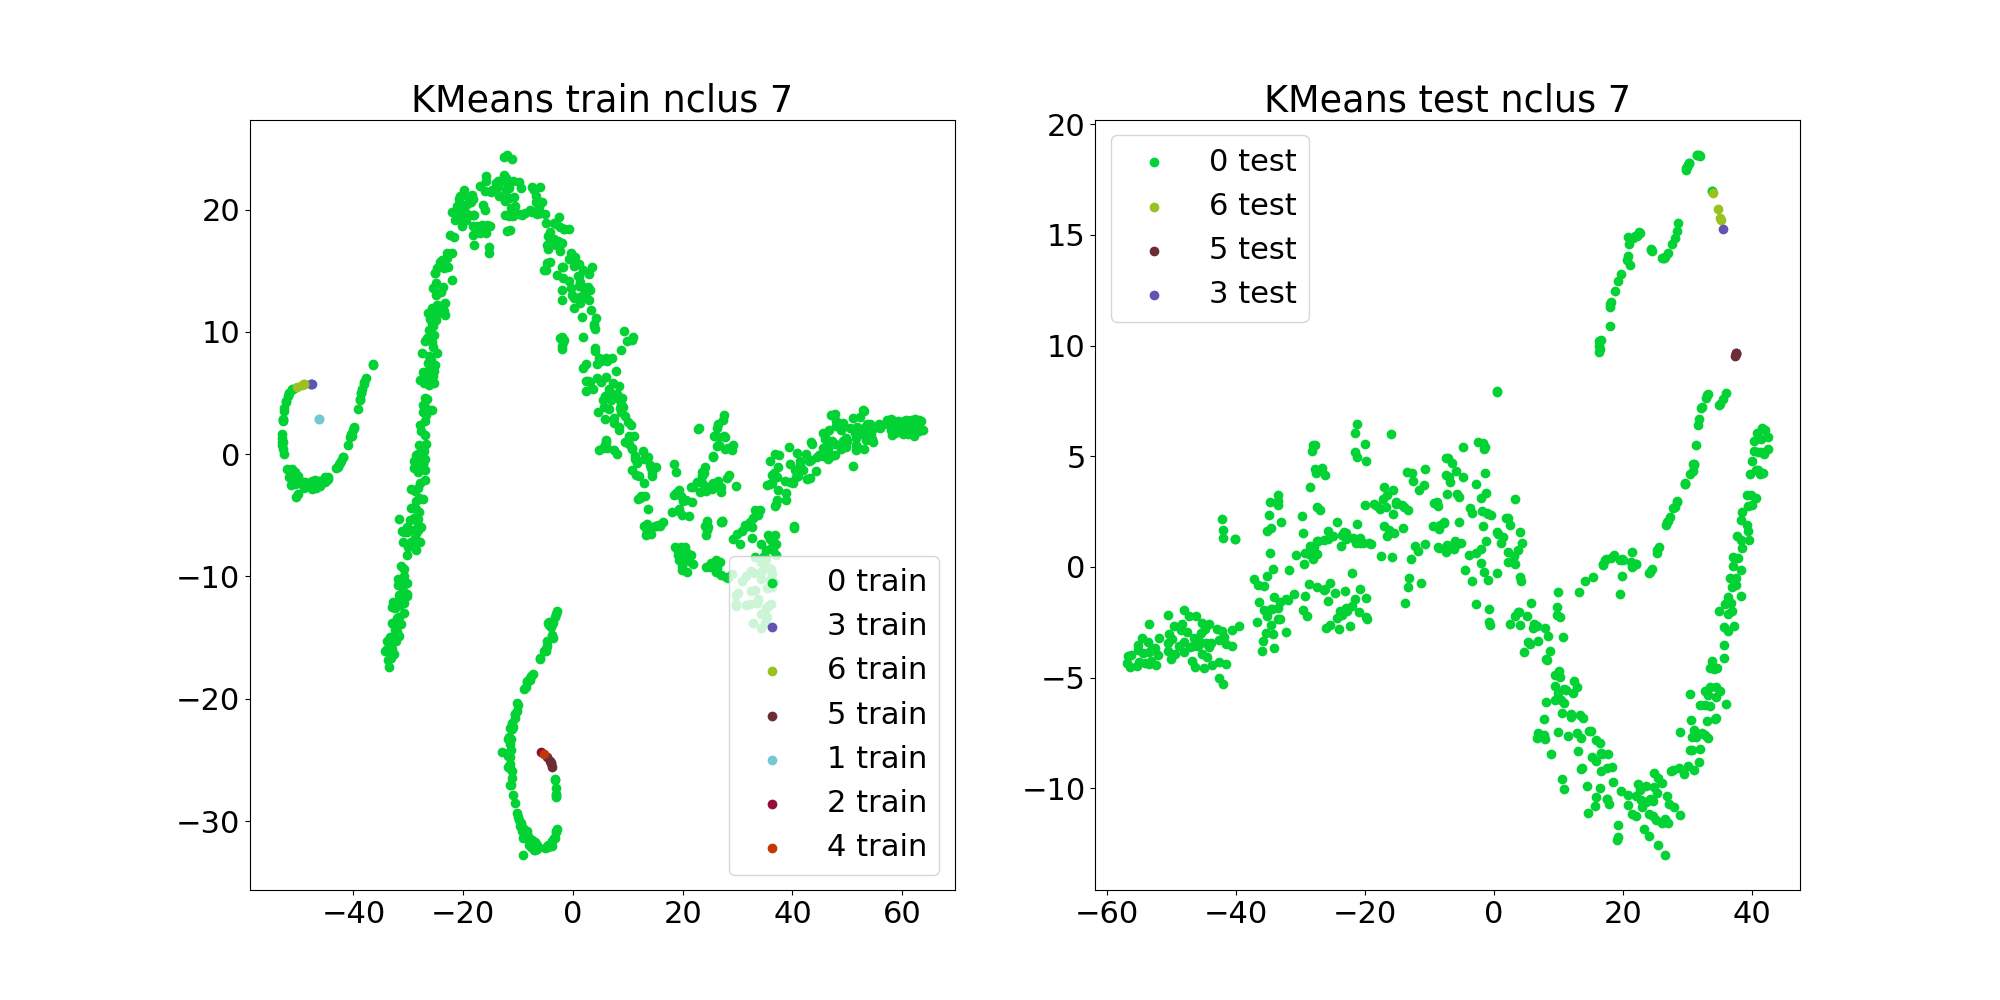 KMeans train nclus 7
20
10
0
−10
−20
−30
−40
−20
0
20
40
60
0 train
3 train
6 train
5 train
1 train
2 train
4 train
KMeans test nclus 7
20
15
10
5
0
−5
−10
−60
−40
−20
0
20
40
0 test
6 test
5 test
3 test